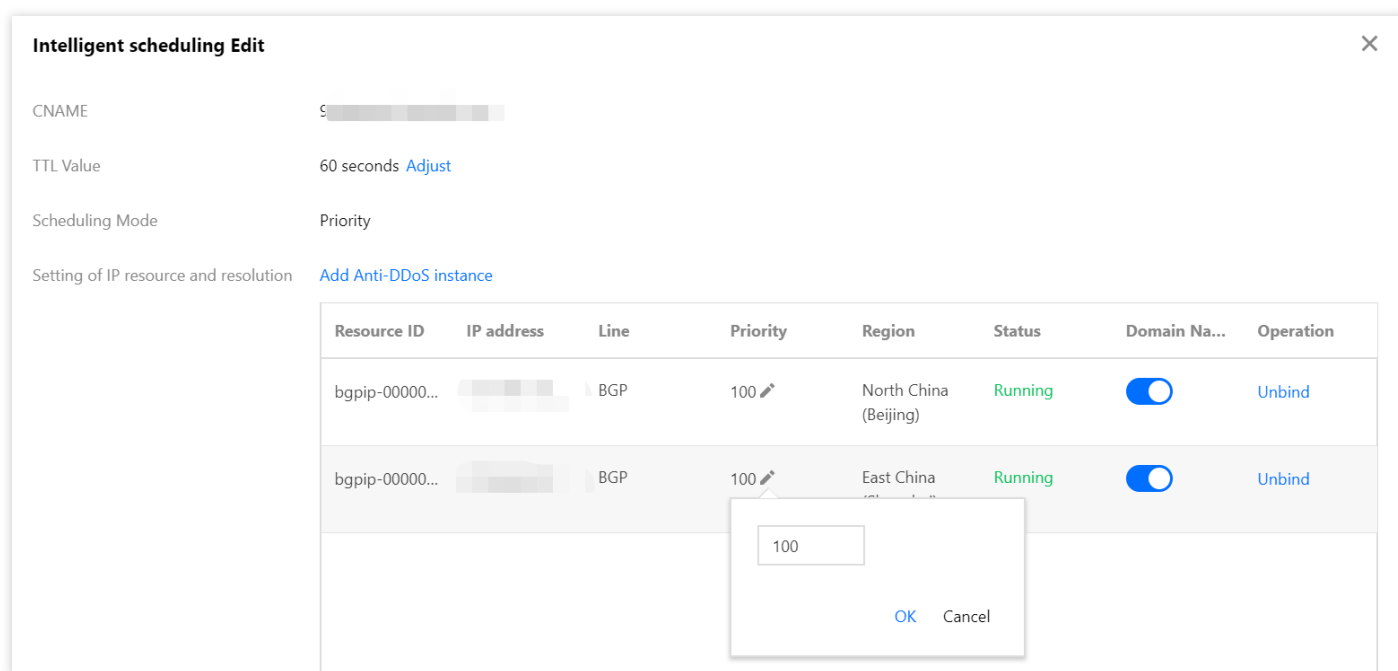 Intelligent scheduling Edit
CNAME
9
TTL Value 60 seconds Adjust
Scheduling Mode Priority
Setting of IP resource and resolution Add Anti-DDoS instance
Resource ID IP address Line Priority Region Status Domain Na... Operation
bgpip-00000... BGP 100 North China Running Unbind
(Beijing)
bgpip-00000... BGP 100 East China Running Unbind
100
OK Cancel